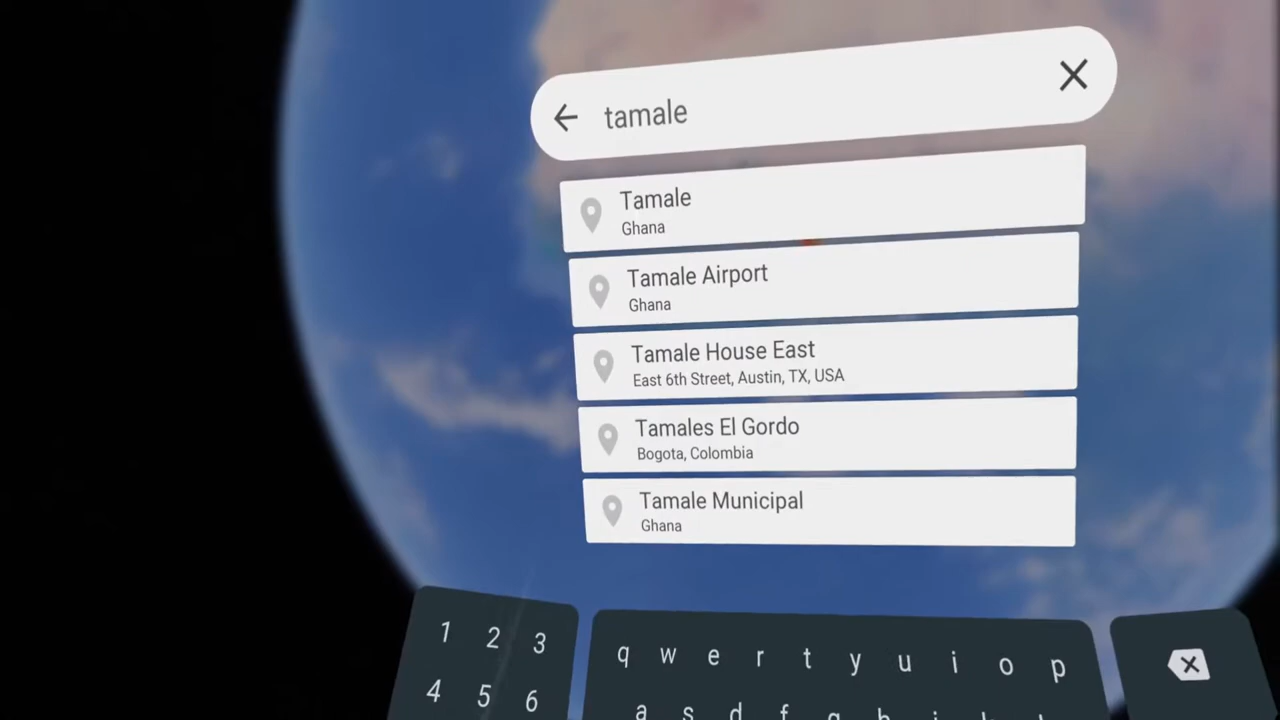 tamale
Tamale
Ghana
Tamale Airport
Ghana
Tamale House East
East 6th Street, Austin, TX, USA
Tamales El Gordo
Bogota, Colombia
Tamale Municipal
Ghana
1 2 3 q w e r t y u i o p
4 5 6 a s d f